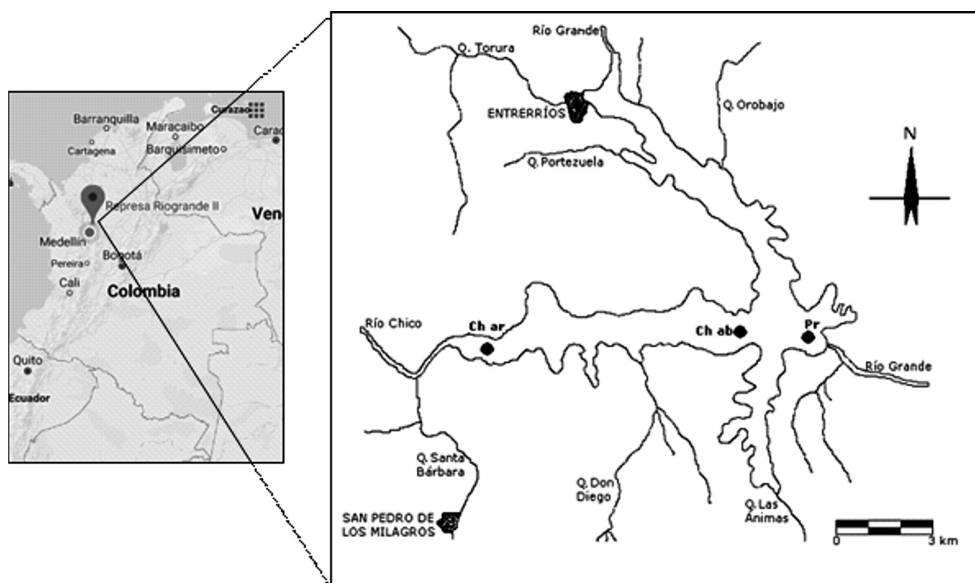 Curazao
Barranquilla
Maracaibo
Cartagena
Barquisimeto
Represa Riogrande II
Medellín
Pereira
Bogotá
Cali
Colombia
Quito
Ecuador
Río Grande
Q. Torura
ENTRERRÍOS
Q. Orobajo
Q. Portezuela
N
Río Chico
Ch ar
Ch ab
Pr
Río Grande
Q. Santa
Bárbara
Q. Don
Diego
Q. Las
Ánimas
SAN PEDRO DE
LOS MILAGROS
0
3 km